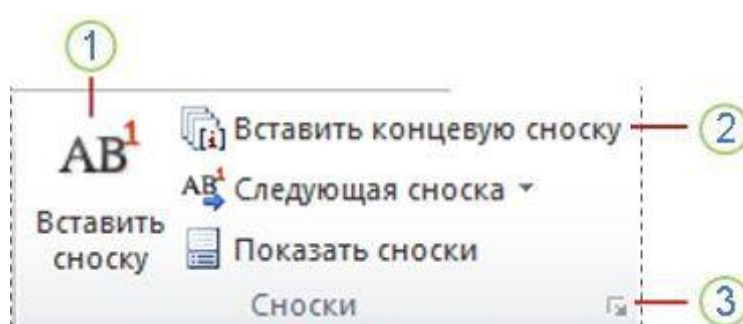 1
AB1
Вставить
сноску
Вставить концевую сноску
2
AB1 Следующая сноска
Показать сноски
Сноски
3